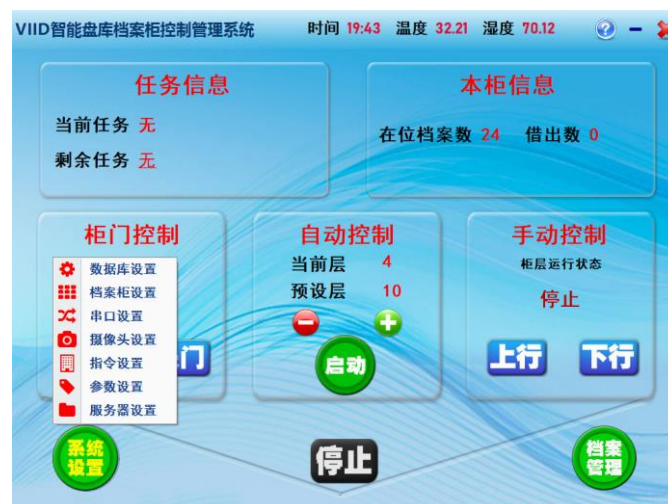 VIID智能盘库档案柜控制管理系统 时间 19:43 温度 32.21 湿度 70.12
任务信息
当前任务 无
剩余任务 无
本柜信息
在位档案数 24 借出数 0
柜门控制
数据库设置
档案柜设置
串口设置
摄像头设置
指令设置
参数设置
服务器设置
门
自动控制
当前层 4
预设层 10
启动
手动控制
柜层运行状态
停止
上行 下行
系统
设置
停止
档案
管理